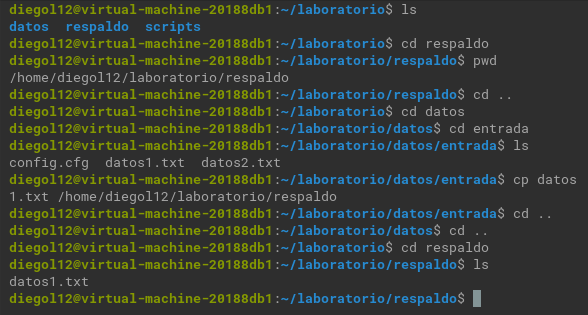 diegol12@virtual-machine-20188db1:~/laboratorio$ ls
datos  respaldo  scripts
diegol12@virtual-machine-20188db1:~/laboratorio$ cd respaldo
diegol12@virtual-machine-20188db1:~/laboratorio/respaldo$ pwd
/home/diegol12/laboratorio/respaldo
diegol12@virtual-machine-20188db1:~/laboratorio/respaldo$ cd ..
diegol12@virtual-machine-20188db1:~/laboratorio$ cd datos
diegol12@virtual-machine-20188db1:~/laboratorio/datos$ cd entrada
diegol12@virtual-machine-20188db1:~/laboratorio/datos/entrada$ ls
config.cfg  datos1.txt  datos2.txt
diegol12@virtual-machine-20188db1:~/laboratorio/datos/entrada$ cp datos
1.txt /home/diegol12/laboratorio/respaldo
diegol12@virtual-machine-20188db1:~/laboratorio/datos/entrada$ cd ..
diegol12@virtual-machine-20188db1:~/laboratorio/datos$ cd ..
diegol12@virtual-machine-20188db1:~/laboratorio$ cd respaldo
diegol12@virtual-machine-20188db1:~/laboratorio/respaldo$ ls
datos1.txt
diegol12@virtual-machine-20188db1:~/laboratorio/respaldo$